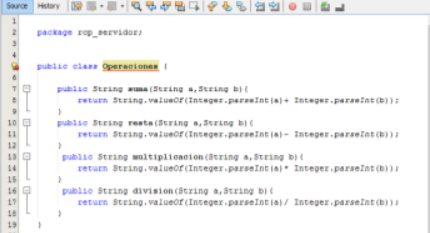 Source History
1
2 package rcp_servidor;
3
4
public class Operaciones {
6
7 public String suma(String a,String b){
8 return String.valueOf(Integer.parseInt(a)+ Integer.parseInt(b));
9 }
10 public String resta(String a,String b){
11 return String.valueOf(Integer.parseInt(a)- Integer.parseInt(b));
12 }
13 public String multiplicacion(String a,String b){
14 return String.valueOf(Integer.parseInt(a)* Integer.parseInt(b));
15 }
16 public String division(String a,String b){
17 return String.valueOf(Integer.parseInt(a)/ Integer.parseInt(b));
18 }
19 }